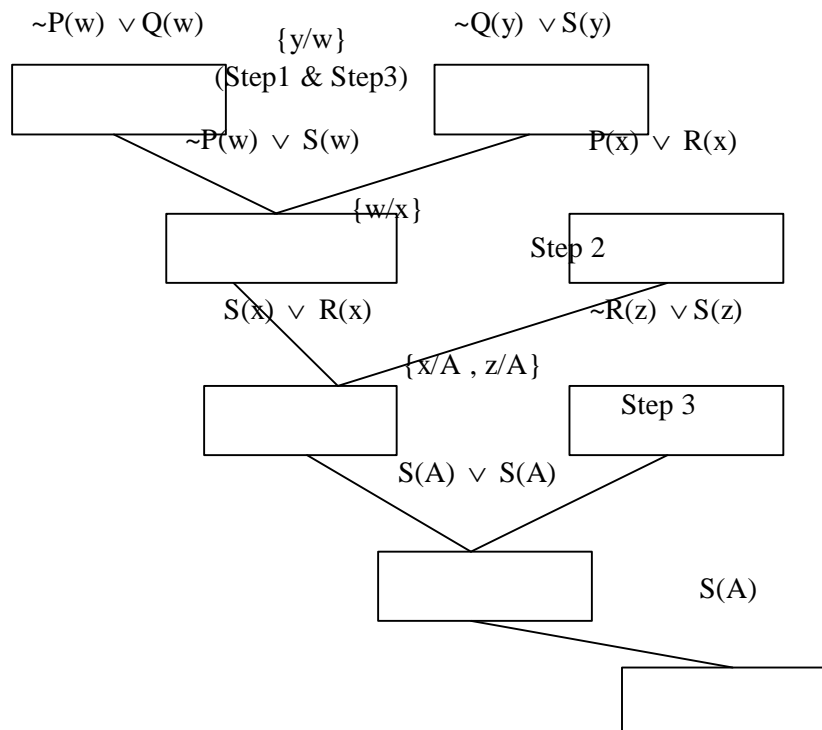 ~P(w) ∨ Q(w)
{y/w}
~Q(y) ∨ S(y)
(Step1 & Step3)
~P(w) ∨ S(w)
P(x) ∨ R(x)
{w/x}
Step 2
S(x) ∨ R(x)
~R(z) ∨ S(z)
{x/A , z/A}
Step 3
S(A) ∨ S(A)
S(A)